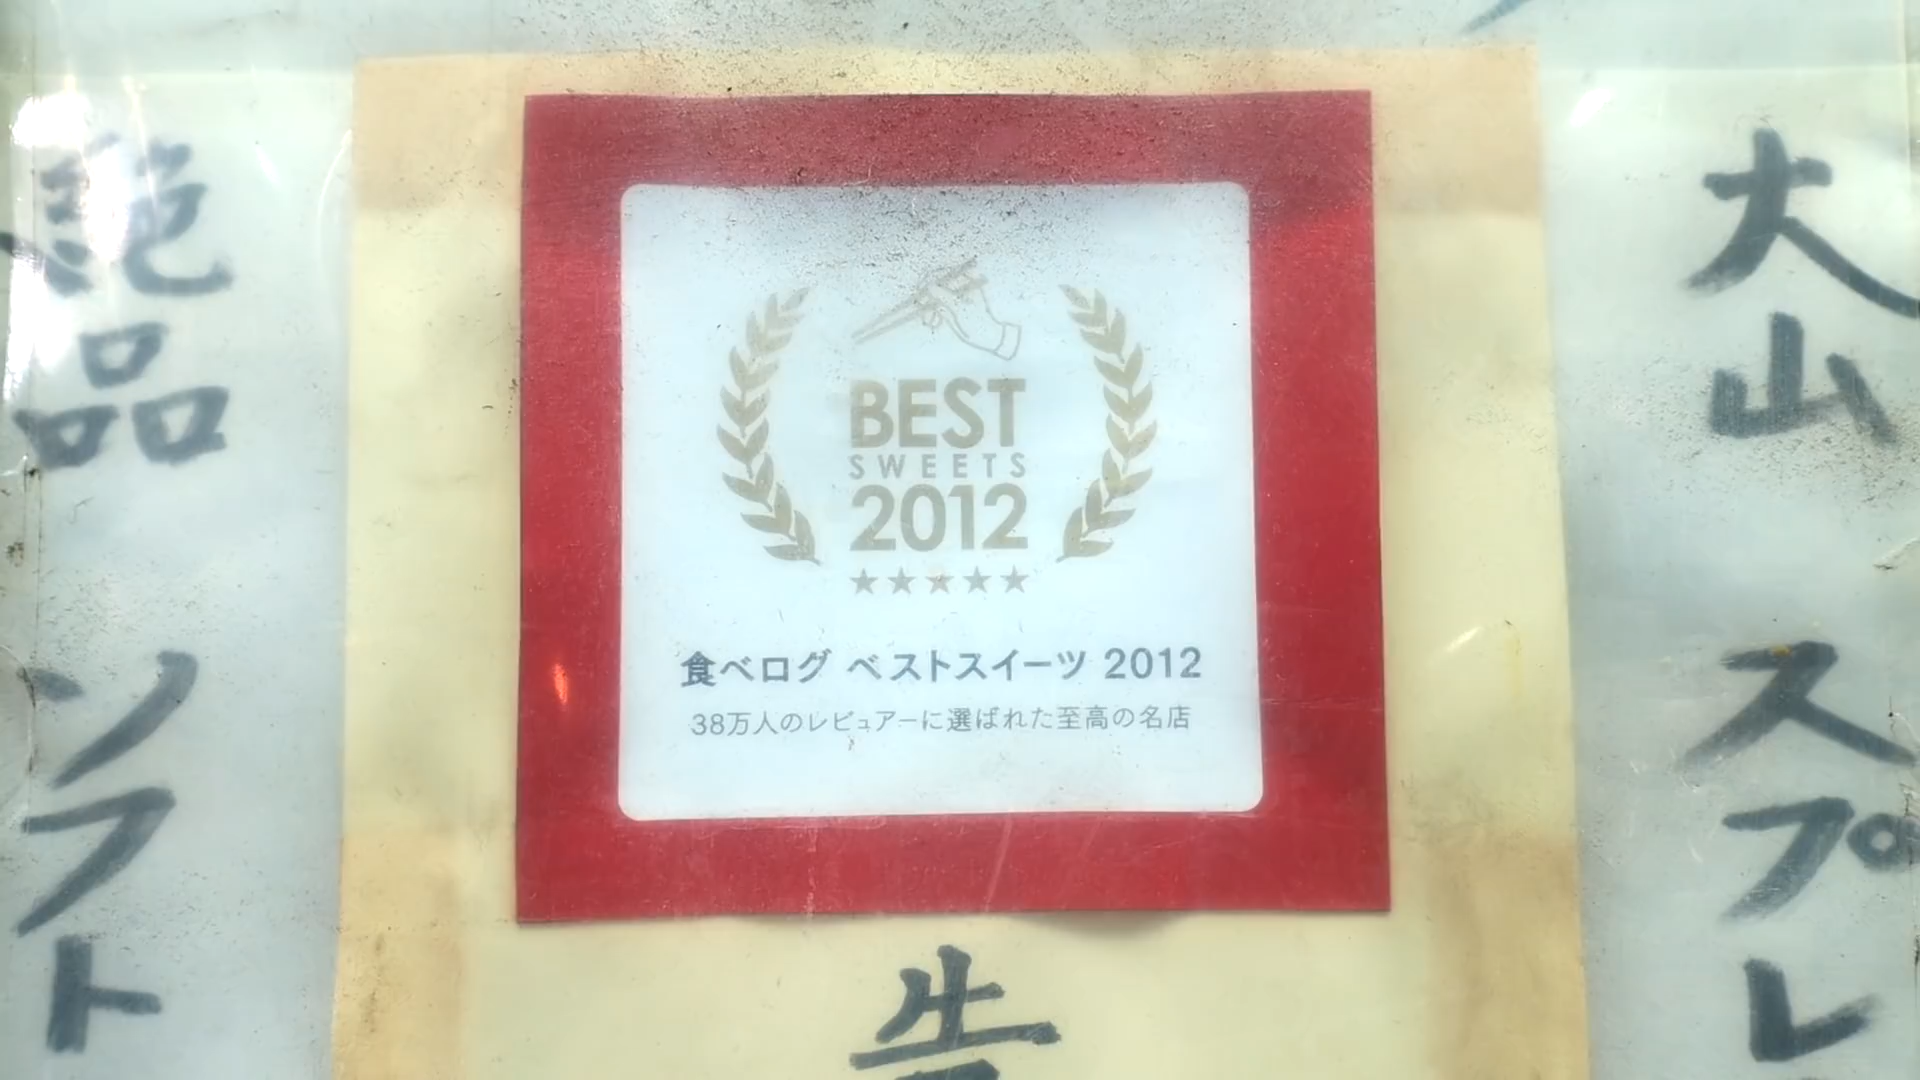 大山
スプレ
BEST
SWEETS
2012
★★★★★
食べログ ベストスイーツ 2012
38万人のレビュアーに選ばれた至高の名店
絶品
ソフト